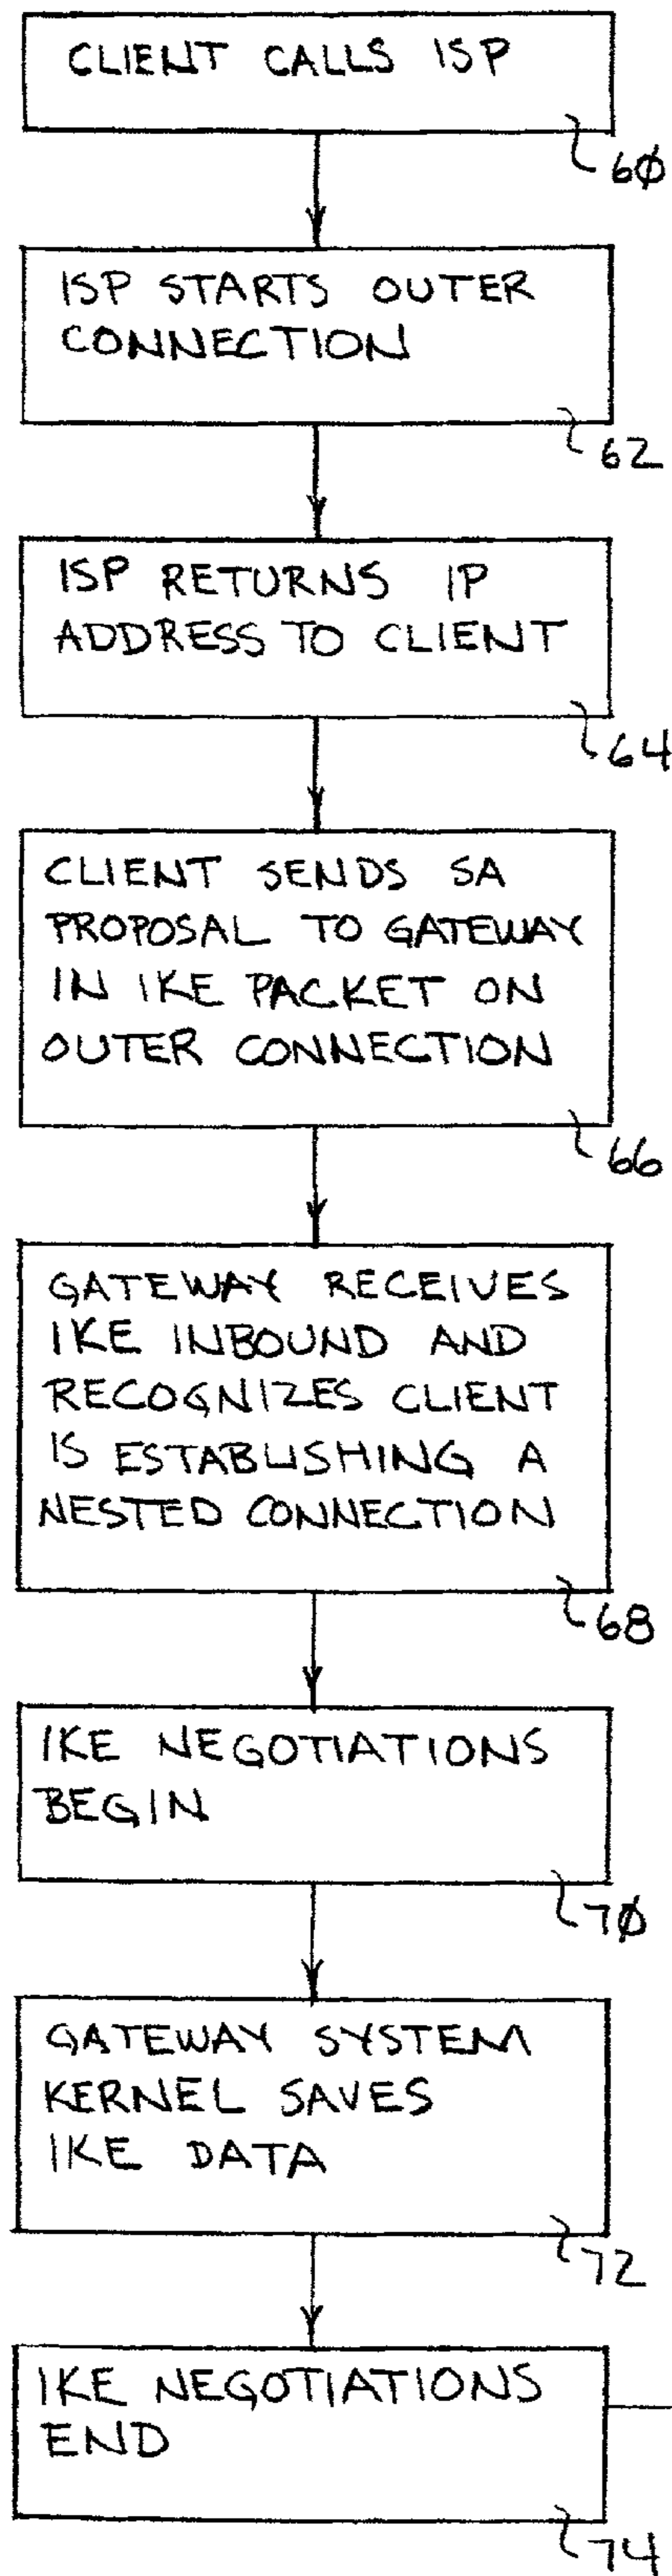 CLIENT CALLS ISP
60
ISP STARTS OUTER
CONNECTION
62
ISP RETURNS IP
ADDRESS TO CLIENT
64
CLIENT SENDS SA
PROPOSAL TO GATEWAY
IN IKE PACKET ON
OUTER CONNECTION
66
GATEWAY RECEIVES
IKE INBOUND AND
RECOGNIZES CLIENT
IS ESTABLISHING A
NESTED CONNECTION
68
IKE NEGOTIATIONS
BEGIN
70
GATEWAY SYSTEM
KERNEL SAVES
IKE DATA
72
IKE NEGOTIATIONS
END
74